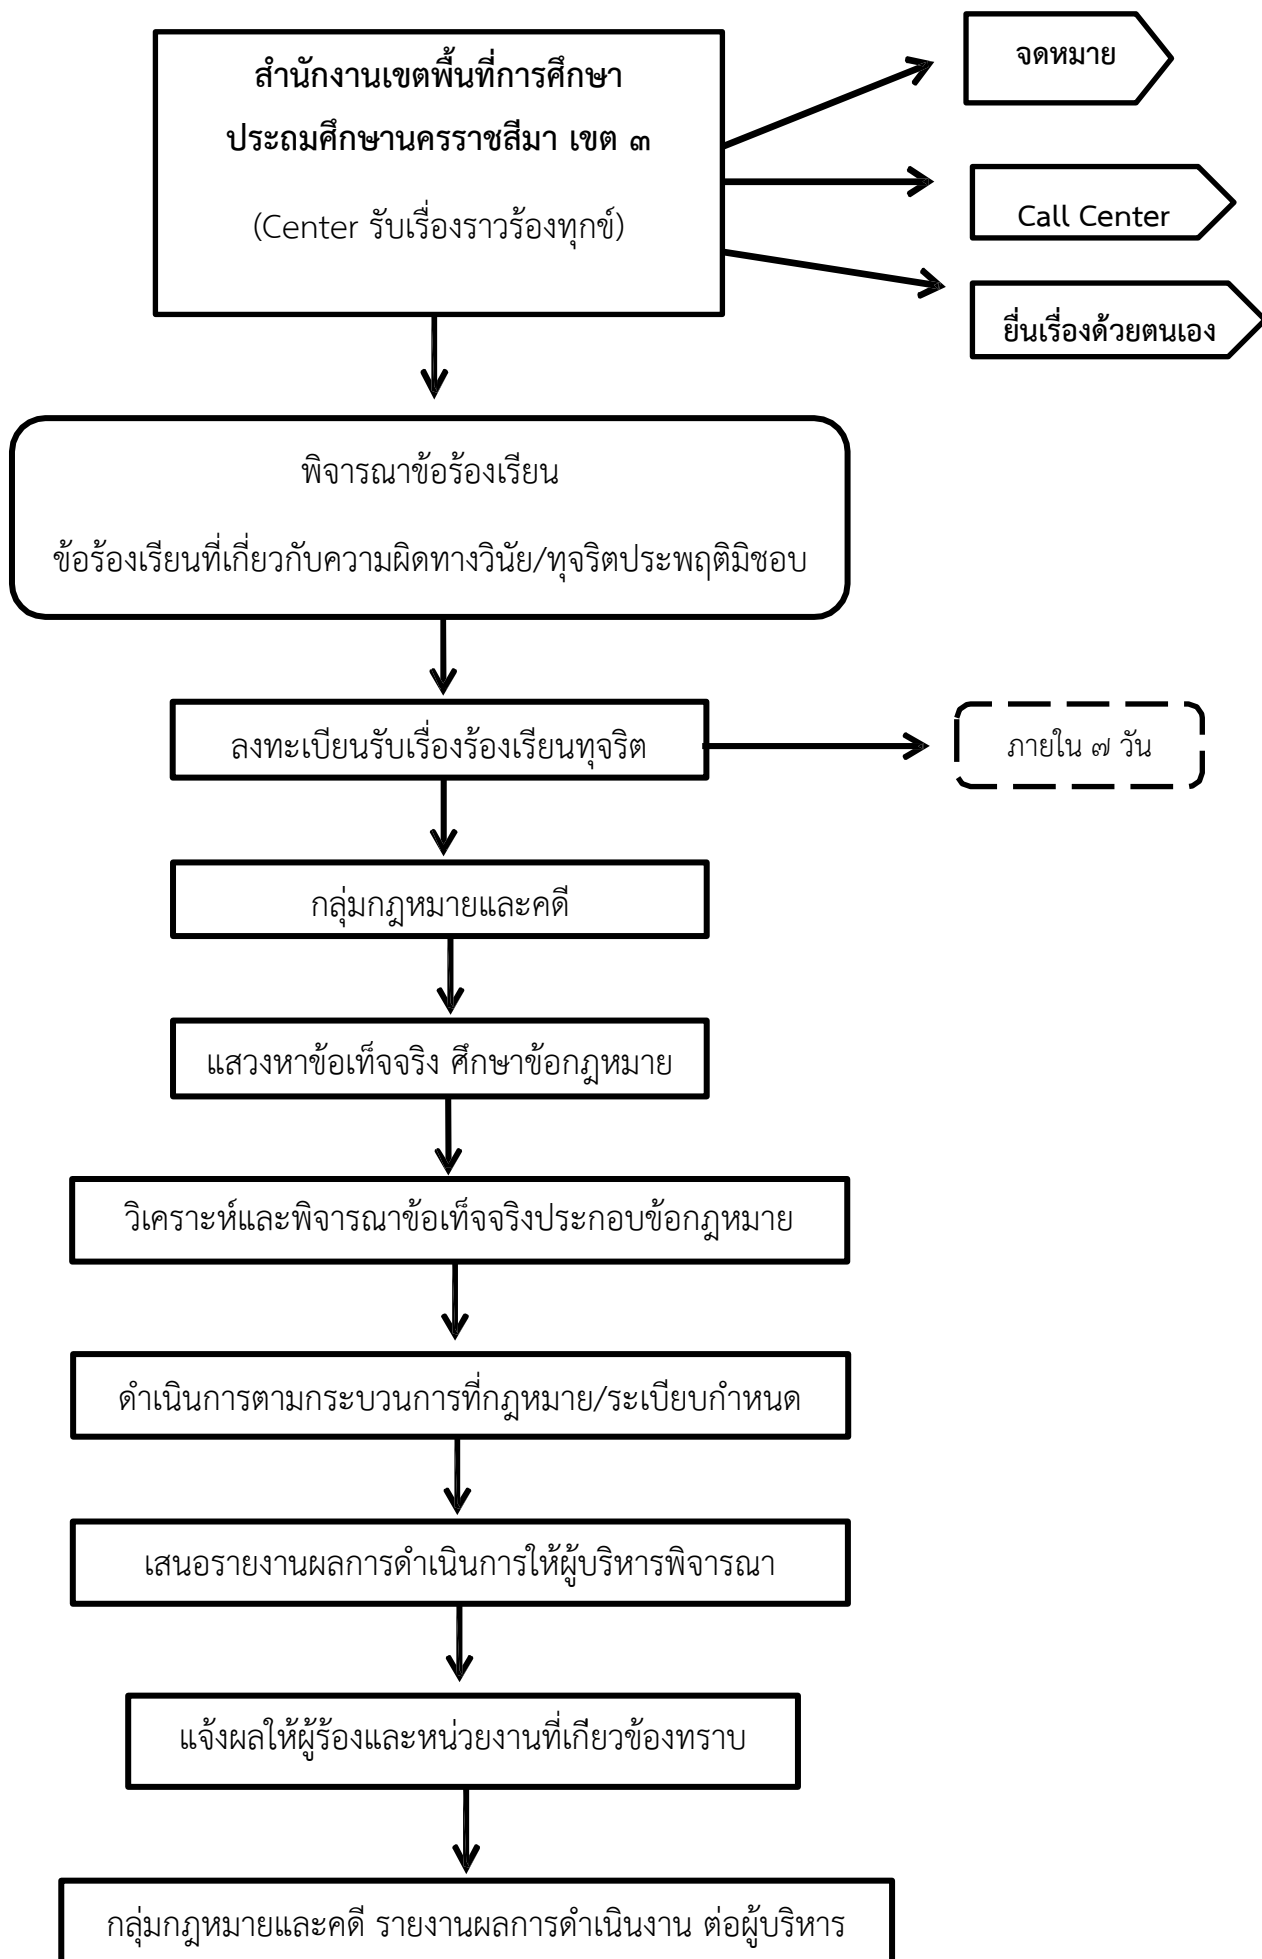 สำนักงานเขตพื้นที่การศึกษา
ประถมศึกษานครราชสีมา เขต ๓
(Center รับเรื่องราวร้องทุกข์)
จดหมาย
Call Center
ยื่นเรื่องด้วยตนเอง
พิจารณาข้อร้องเรียน
ข้อร้องเรียนที่เกี่ยวกับความผิดทางวินัย/ทุจริตประพฤติมิชอบ
ลงทะเบียนรับเรื่องร้องเรียนทุจริต
ภายใน ๗ วัน
กลุ่มกฎหมายและคดี
แสวงหาข้อเท็จจริง ศึกษาข้อกฎหมาย
วิเคราะห์และพิจารณาข้อเท็จจริงประกอบข้อกฎหมาย
ดำเนินการตามกระบวนการที่กฎหมาย/ระเบียบกำหนด
เสนอรายงานผลการดำเนินการให้ผู้บริหารพิจารณา
แจ้งผลให้ผู้ร้องและหน่วยงานที่เกียวข้องทราบ
กลุ่มกฎหมายและคดี รายงานผลการดำเนินงาน ต่อผู้บริหาร